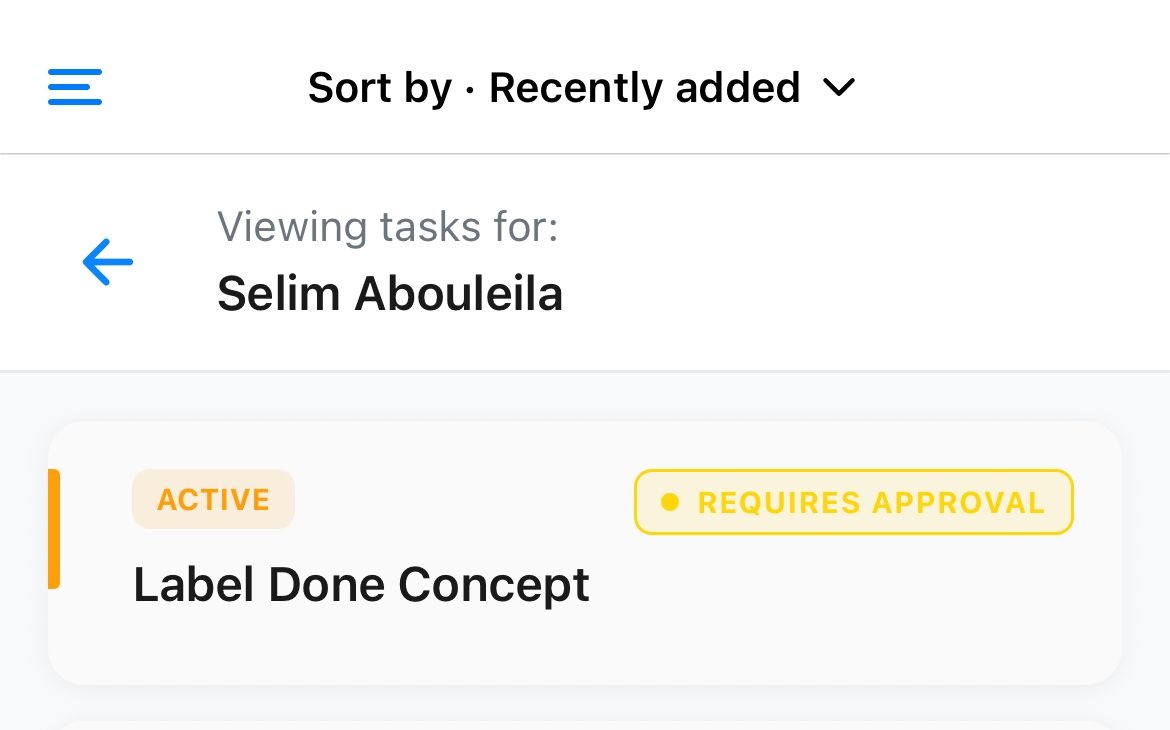 Sort by · Recently added
Viewing tasks for:
Selim Abouleila
ACTIVE
REQUIRES APPROVAL
Label Done Concept